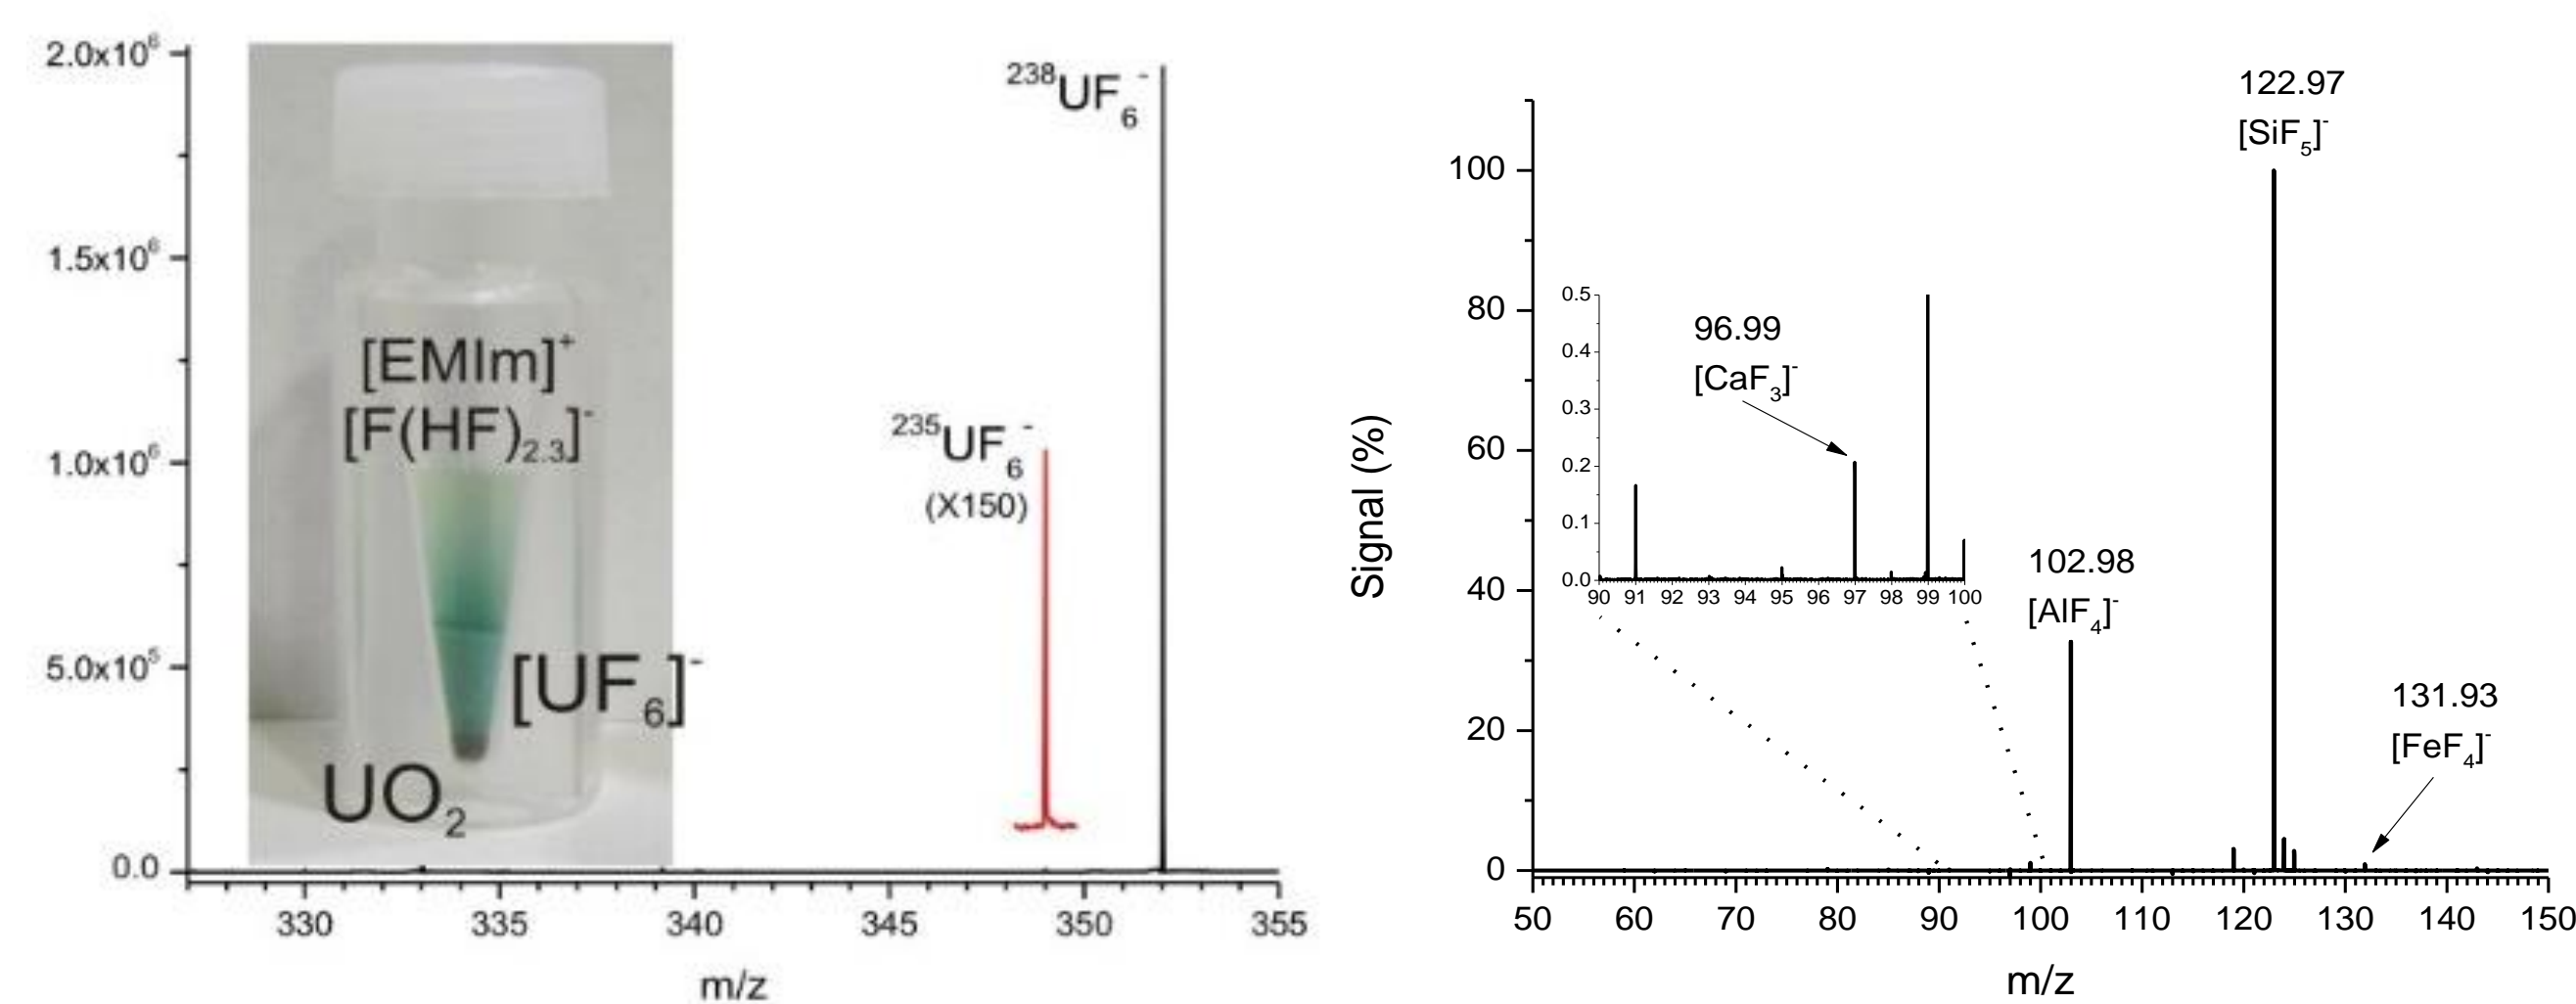 2.0x10⁶
1.5x10⁶
1.0x10⁶
5.0x10⁵
0.0
330 335 340 345 350 355
m/z
[EMIm]⁺
[F(HF)₂.₃]⁻
[UF₆]⁻
UO₂
²³⁵UF₆⁻
(X150)
²³⁸UF₆⁻
Signal (%)
100
80
60
40
20
0
50 60 70 80 90 100 110 120 130 140 150
m/z
0.5
0.4
0.3
0.2
0.1
0.0
90 91 92 93 94 95 96 97 98 99 100
96.99
[CaF₃]⁻
102.98
[AlF₄]⁻
122.97
[SiF₅]⁻
131.93
[FeF₄]⁻